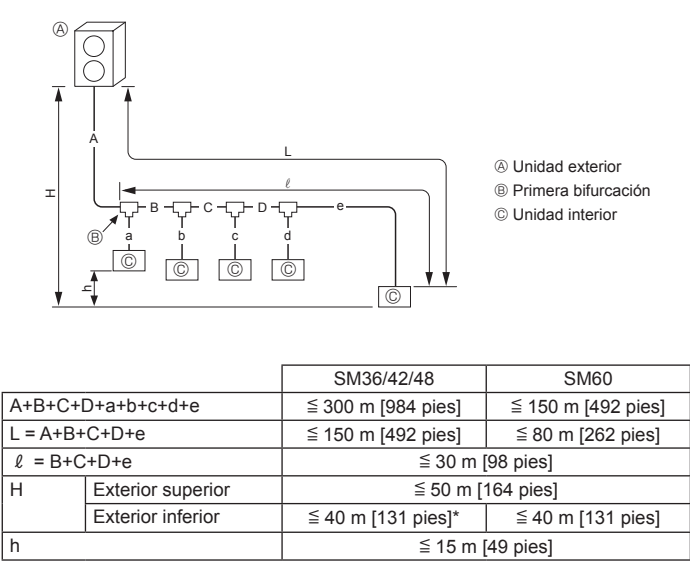 Ⓐ
A
L
H
ℓ
Ⓐ Unidad exterior
Ⓑ Primera bifurcación
Ⓒ Unidad interior
B C D e
Ⓑ a b c d
Ⓒ Ⓒ Ⓒ Ⓒ
h
Ⓒ
SM36/42/48 SM60
A+B+C+D+a+b+c+d+e ≦ 300 m [984 pies] ≦ 150 m [492 pies]
L = A+B+C+D+e ≦ 150 m [492 pies] ≦ 80 m [262 pies]
ℓ = B+C+D+e ≦ 30 m [98 pies]
H Exterior superior ≦ 50 m [164 pies]
Exterior inferior ≦ 40 m [131 pies]* ≦ 40 m [131 pies]
h ≦ 15 m [49 pies]